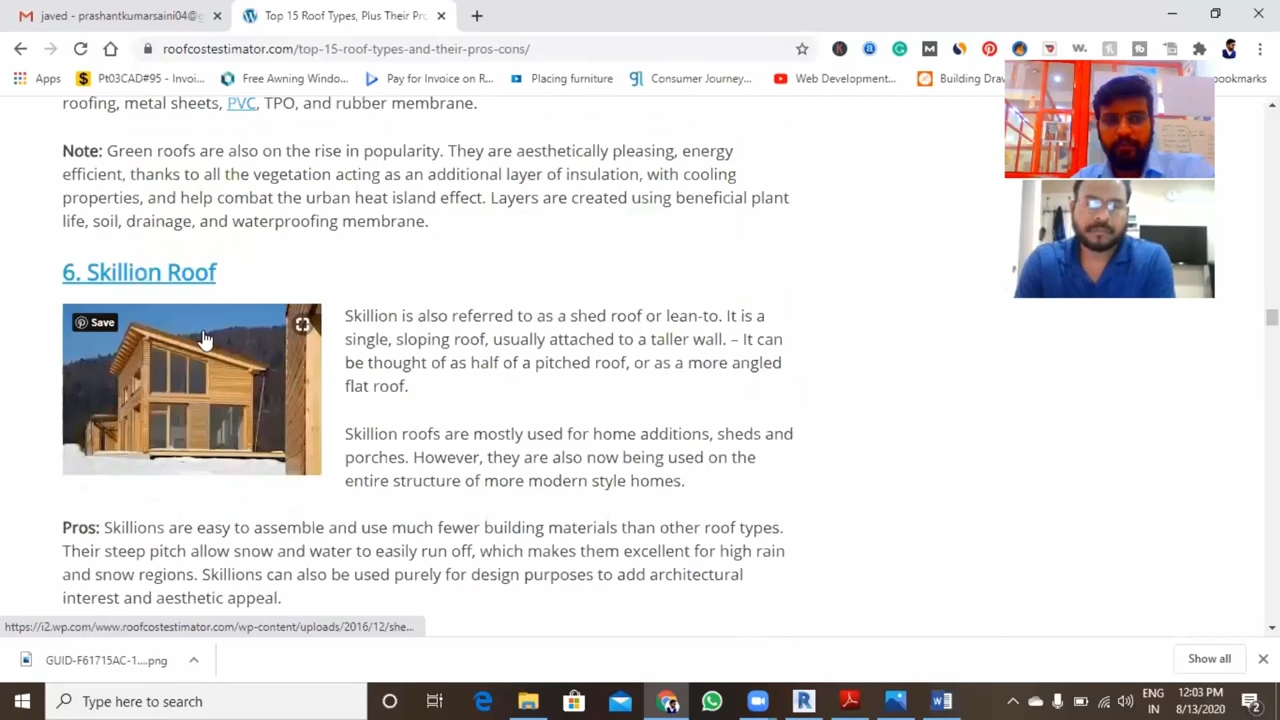 javed - prashantkumarsaini04@g
Top 15 Roof Types, Plus Their Pro
roofcostestimator.com/top-15-roof-types-and-their-pros-cons/
Apps
Pt03CAD#95 - Invoi...
Free Awning Windo...
Pay for Invoice on R...
Placing furniture
Consumer Journey...
Web Development...
Building Draw
bookmarks
roofing, metal sheets, PVC, TPO, and rubber membrane.
Note: Green roofs are also on the rise in popularity. They are aesthetically pleasing, energy
efficient, thanks to all the vegetation acting as an additional layer of insulation, with cooling
properties, and help combat the urban heat island effect. Layers are created using beneficial plant
life, soil, drainage, and waterproofing membrane.
6. Skillion Roof
Save
Skillion is also referred to as a shed roof or lean-to. It is a
single, sloping roof, usually attached to a taller wall. – It can
be thought of as half of a pitched roof, or as a more angled
flat roof.
Skillion roofs are mostly used for home additions, sheds and
porches. However, they are also now being used on the
entire structure of more modern style homes.
Pros: Skillions are easy to assemble and use much fewer building materials than other roof types.
Their steep pitch allow snow and water to easily run off, which makes them excellent for high rain
and snow regions. Skillions can also be used purely for design purposes to add architectural
interest and aesthetic appeal.
https://i2.wp.com/www.roofcostestimator.com/wp-content/uploads/2016/12/she...
GUID-F61715AC-1....png
Show all
Type here to search
ENG
IN
12:03 PM
8/13/2020
2